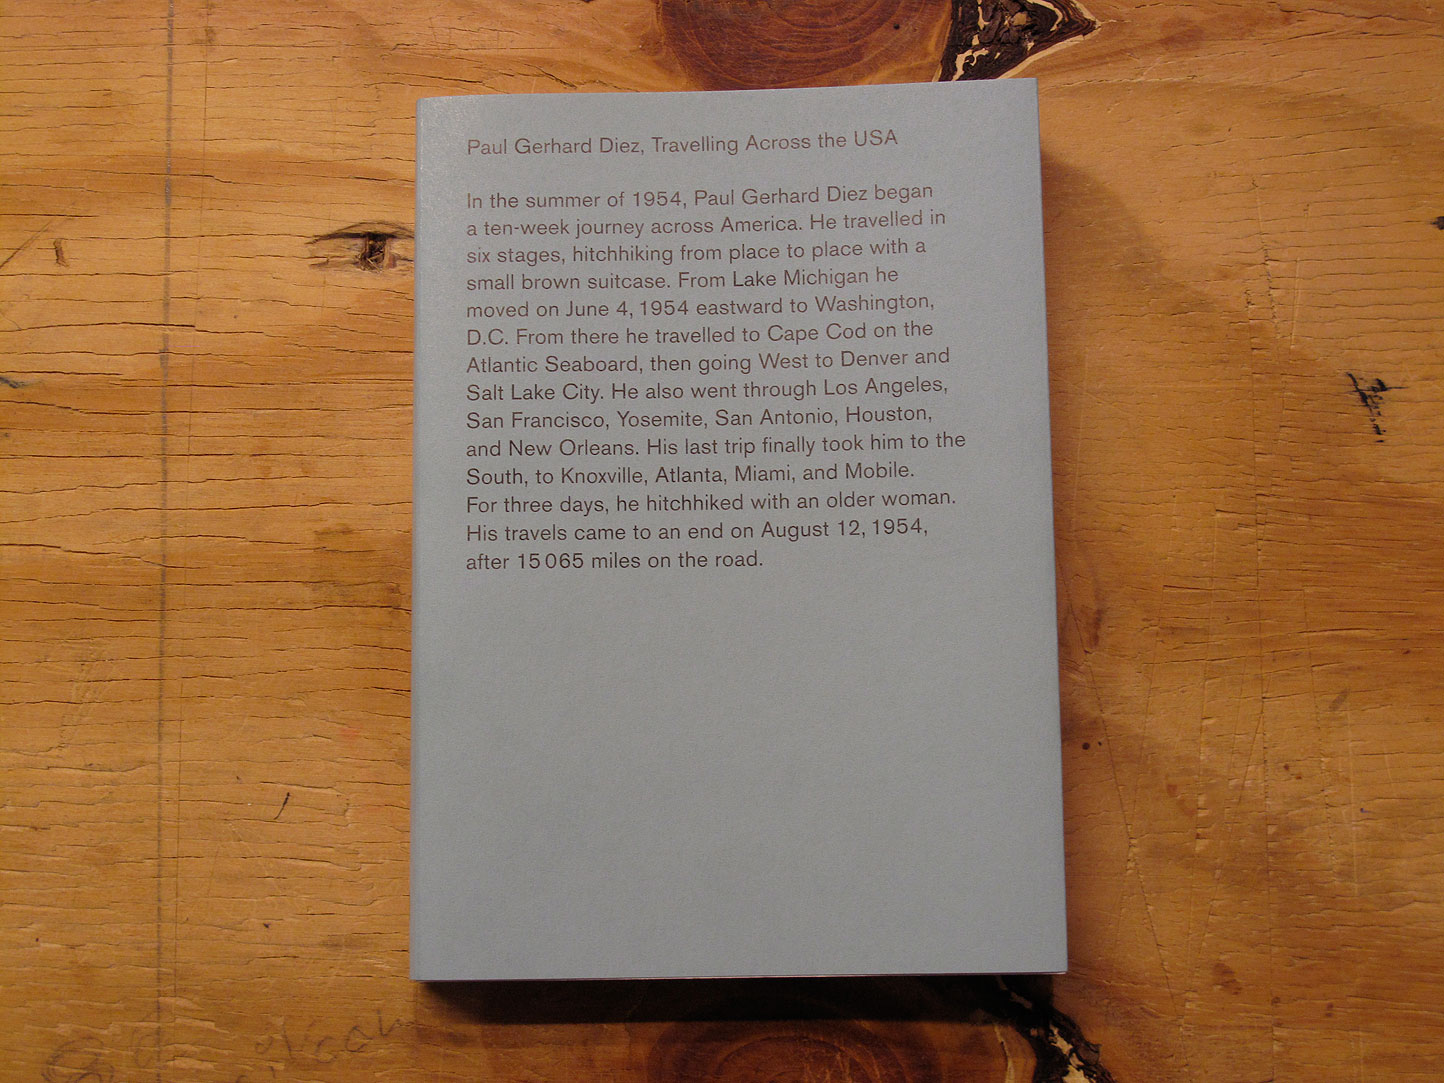 Paul Gerhard Diez, Travelling Across the USA
In the summer of 1954, Paul Gerhard Diez began
a ten-week journey across America. He travelled in
six stages, hitchhiking from place to place with a
small brown suitcase. From Lake Michigan he
moved on June 4, 1954 eastward to Washington,
D.C. From there he travelled to Cape Cod on the
Atlantic Seaboard, then going West to Denver and
Salt Lake City. He also went through Los Angeles,
San Francisco, Yosemite, San Antonio, Houston,
and New Orleans. His last trip finally took him to the
South, to Knoxville, Atlanta, Miami, and Mobile.
For three days, he hitchhiked with an older woman.
His travels came to an end on August 12, 1954,
after 15 065 miles on the road.